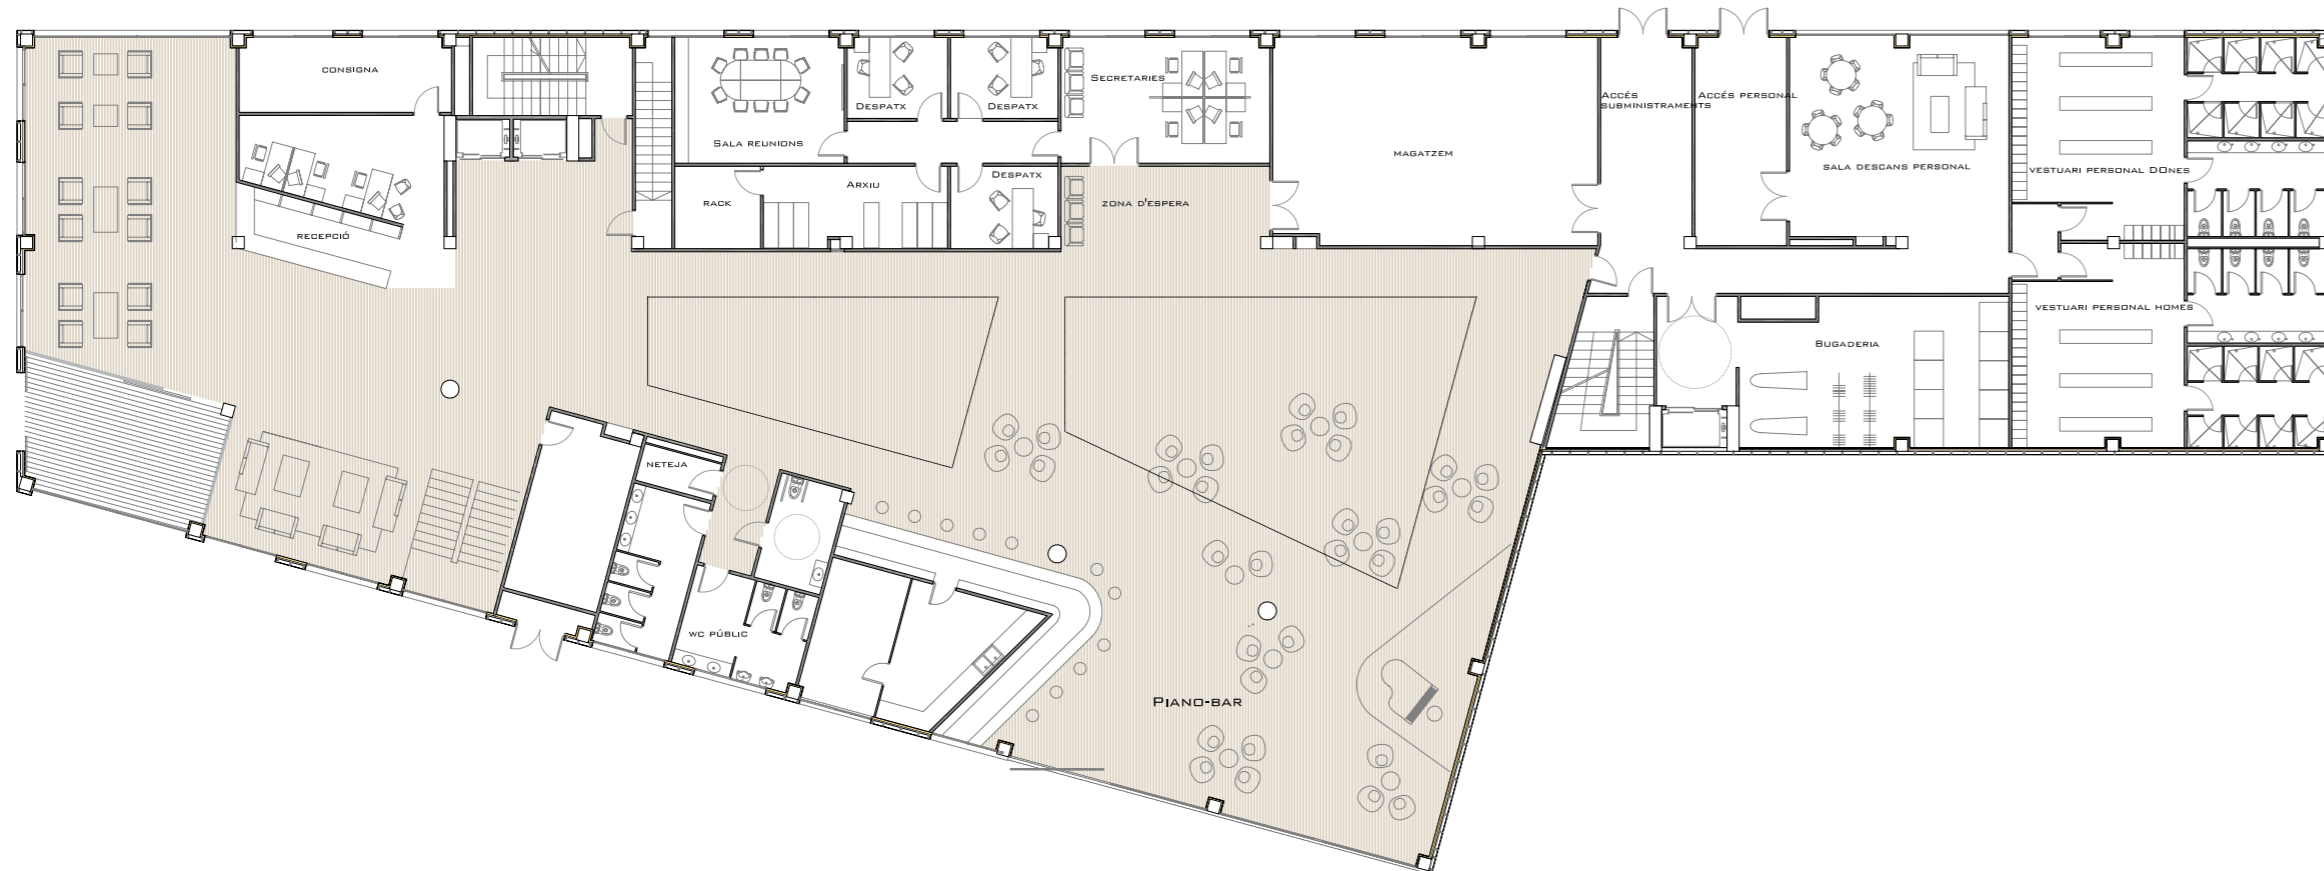 CONSIGNA
RECEPCIÓ
SALA REUNIONS
DESPATX
DESPATX
SECRETARIES
RACK
ARXIU
DESPATX
ZONA D'ESPERA
MAGATZEM
ACCÉS
SUBMINISTRAMENTS
ACCÉS PERSONAL
SALA DESCANS PERSONAL
VESTUARI PERSONAL DONES
VESTUARI PERSONAL HOMES
BUGADERIA
NETEJA
WC PÚBLIC
PIANO-BAR